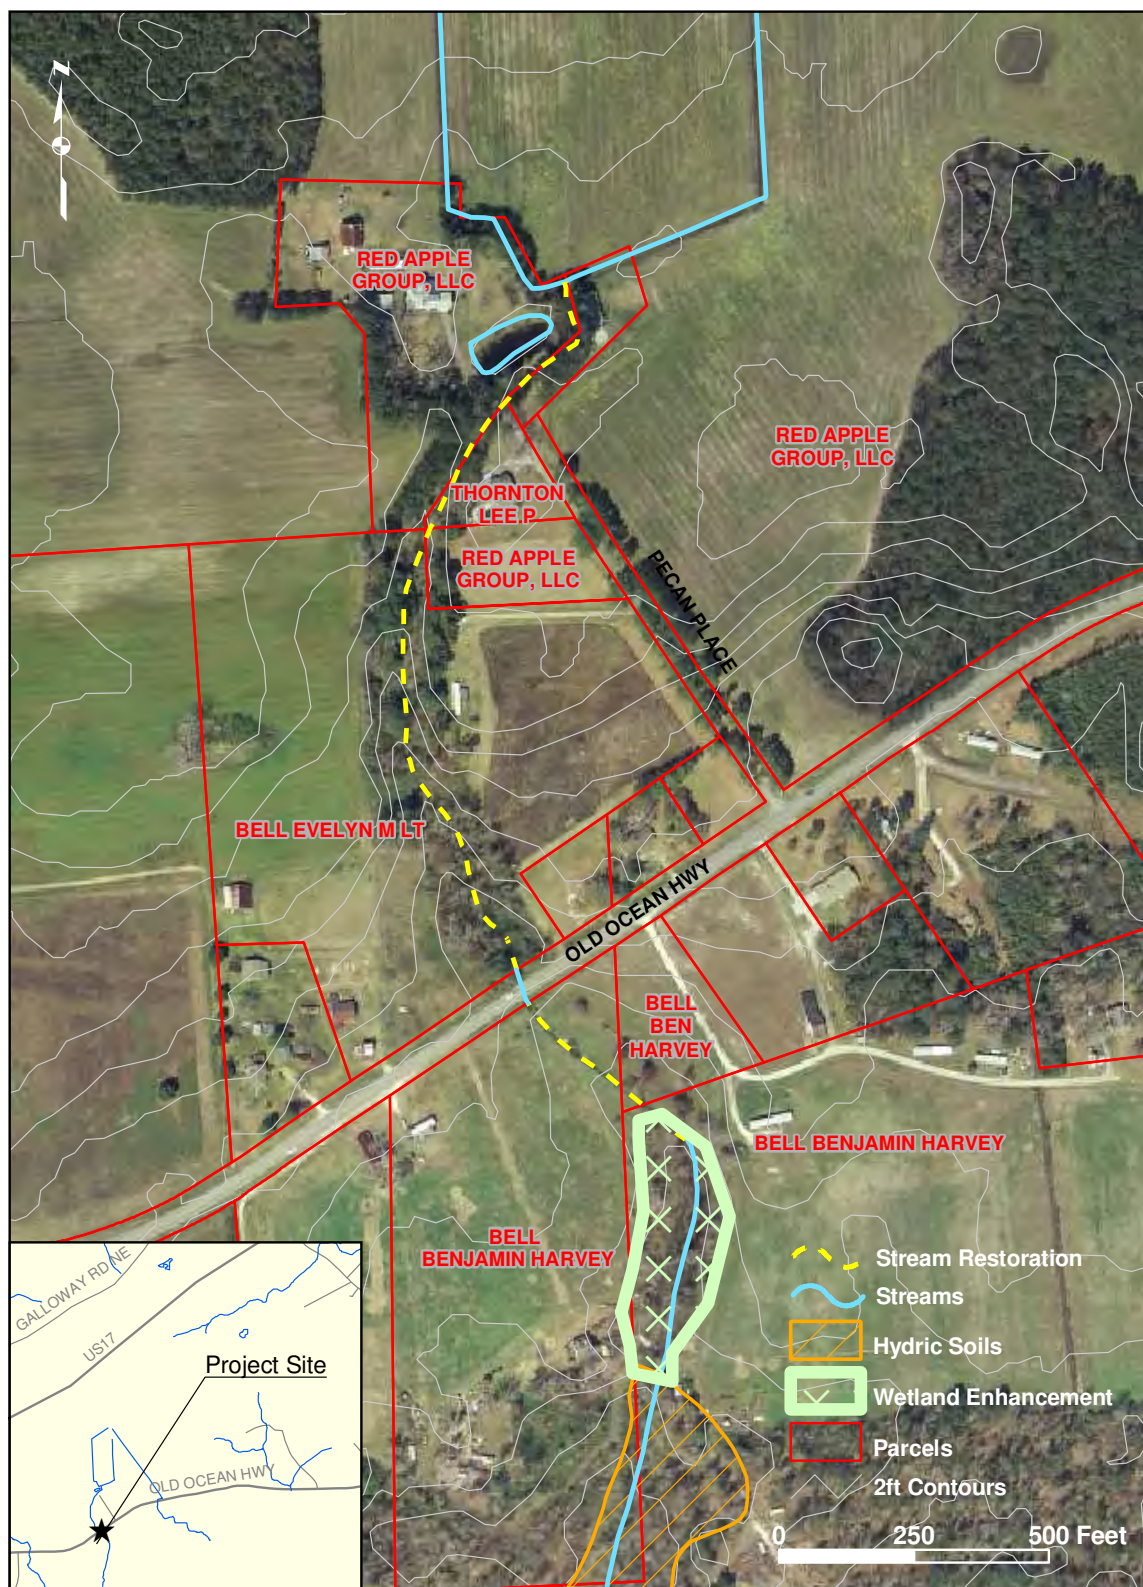 N
RED APPLE
GROUP, LLC
RED APPLE
GROUP, LLC
THORNTON
LEE P
RED APPLE
GROUP, LLC
PECAN PLACE
BELL EVELYN M LT
OLD OCEAN HWY
BELL
BEN
HARVEY
BELL BENJAMIN HARVEY
BELL
BENJAMIN HARVEY
Stream Restoration
Streams
Hydric Soils
Wetland Enhancement
Parcels
2ft Contours
0 250 500 Feet
GALLOWAY RD NE
US17
Project Site
OLD OCEAN HWY